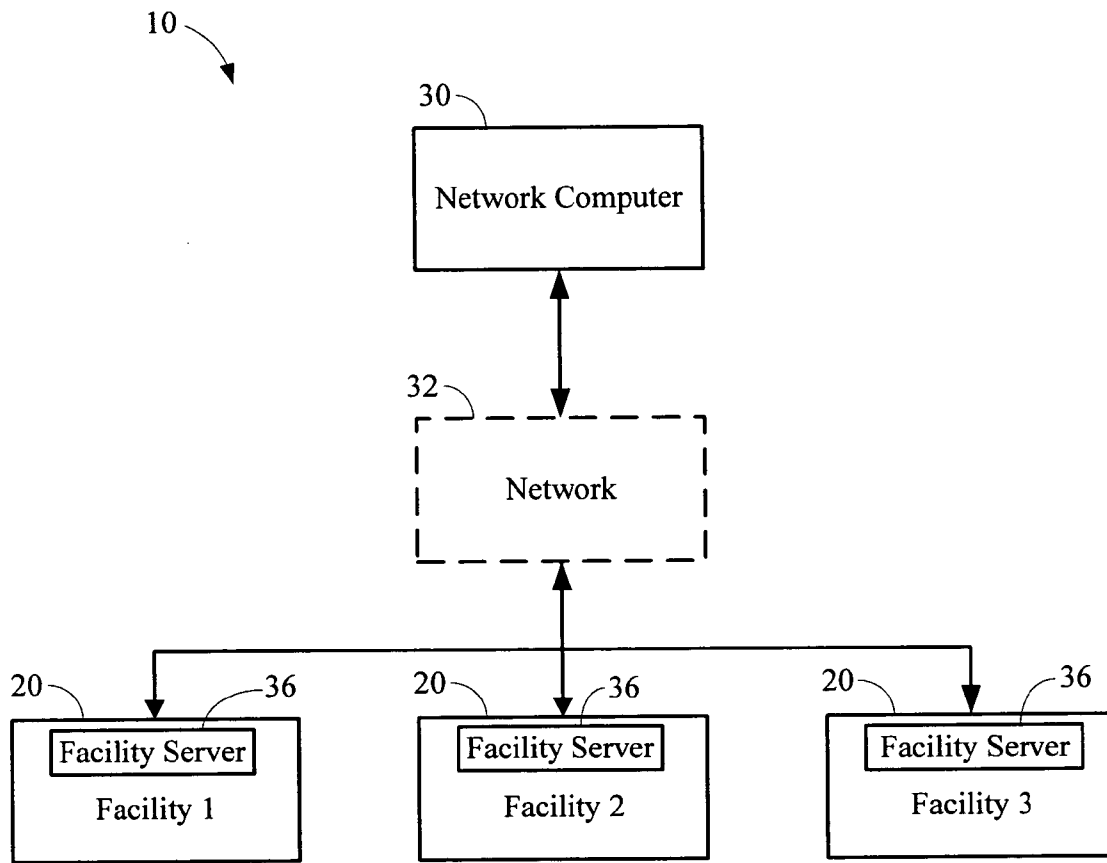 10
30
Network Computer
32
Network
20
36
20
36
20
36
Facility Server
Facility Server
Facility Server
Facility 1
Facility 2
Facility 3